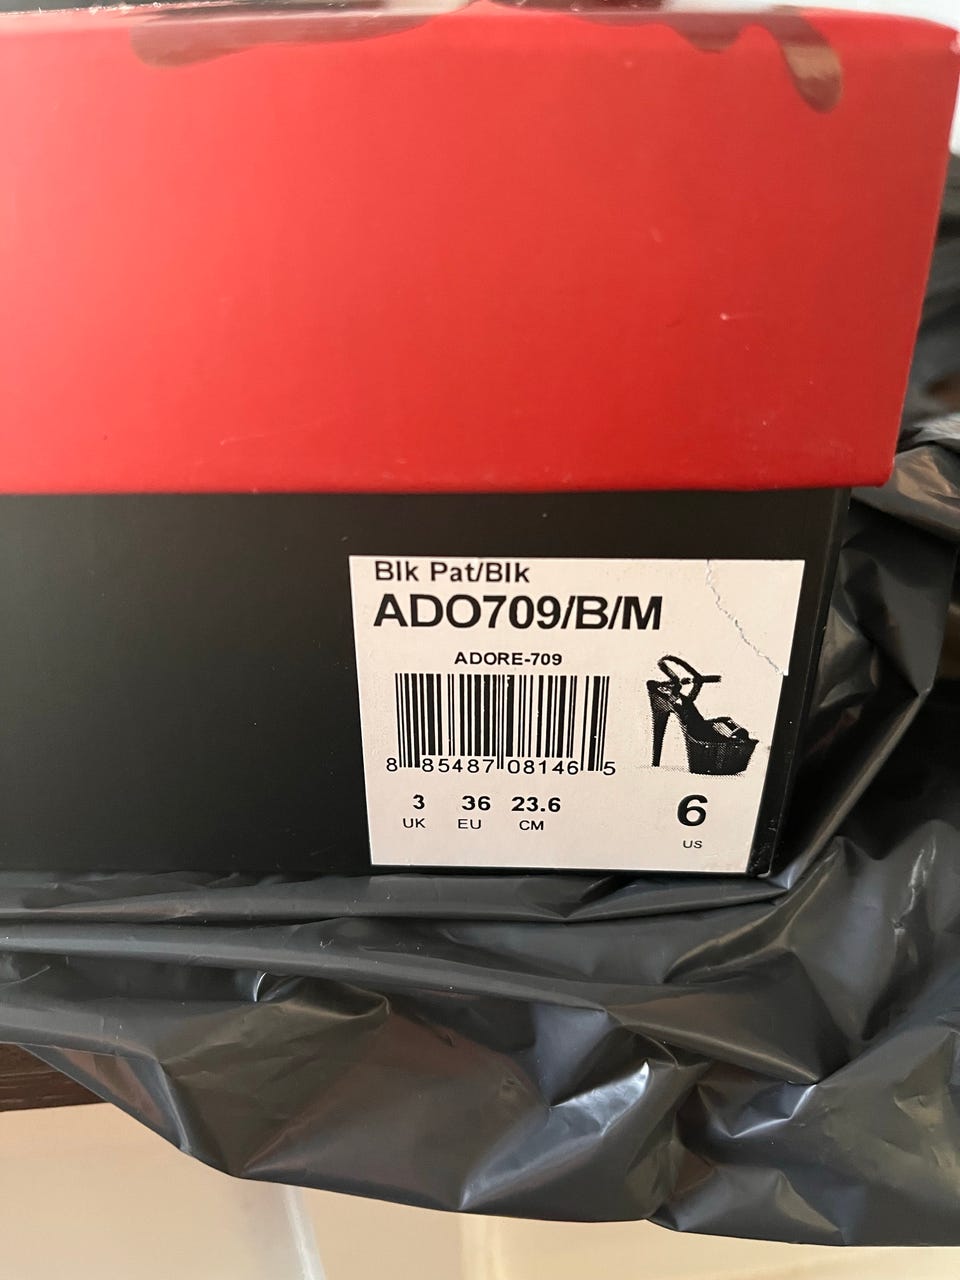 Blk Pat/Blk
ADO709/B/M
ADORE-709
8 85487 08146 5
3 36 23.6 6
UK EU CM US